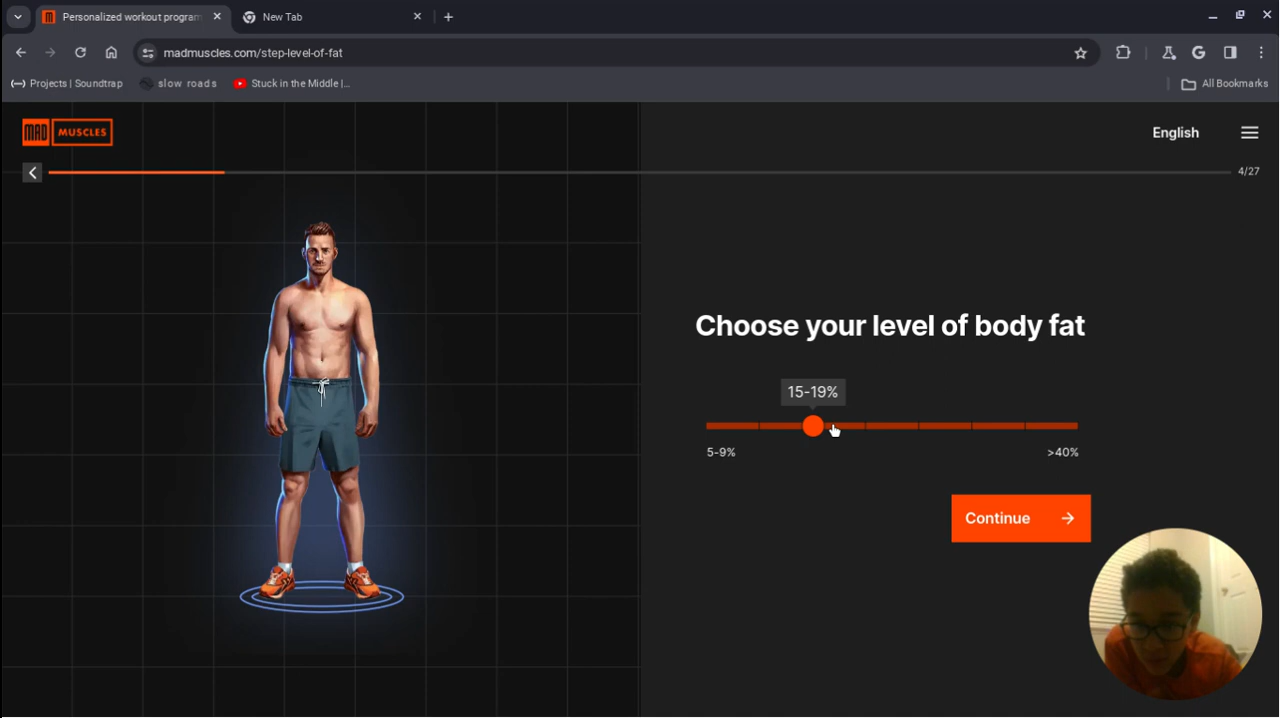 Personalized workout program
New Tab
madmuscles.com/step-level-of-fat
Projects | Soundtrap
slow roads
Stuck in the Middle |...
All Bookmarks
MAD MUSCLES
English
4/27
Choose your level of body fat
15-19%
5-9%
>40%
Continue